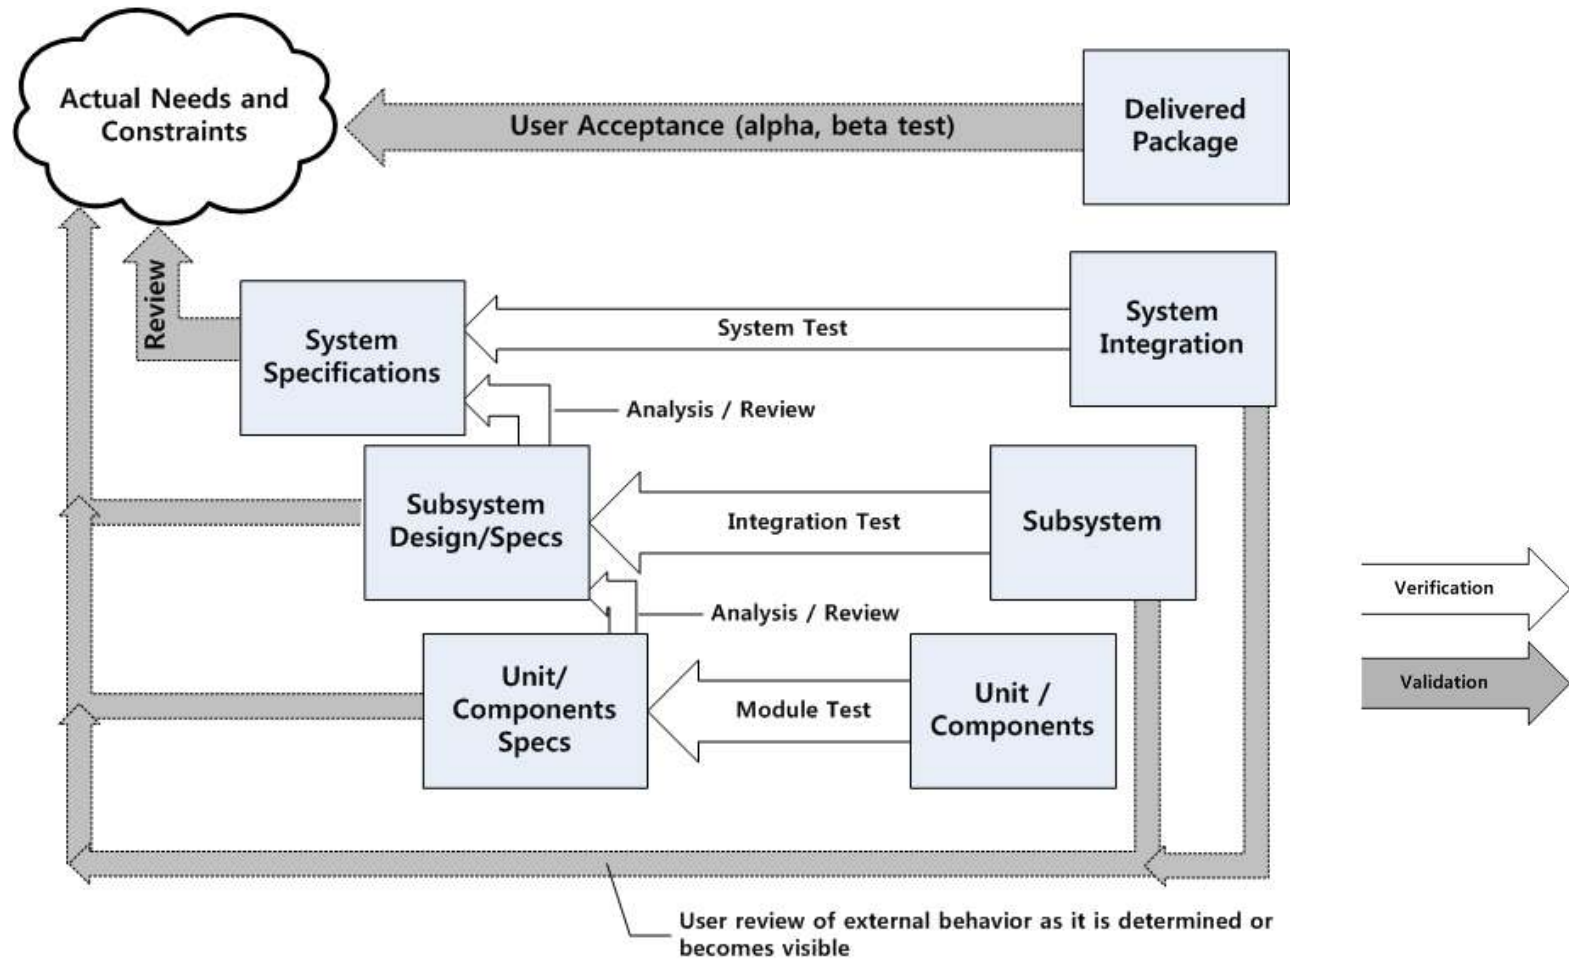 Actual Needs and
Constraints
User Acceptance (alpha, beta test)
Delivered
Package
Review
System
Specifications
System Test
System
Integration
Analysis / Review
Subsystem
Design/Specs
Integration Test
Subsystem
Verification
Analysis / Review
Unit/
Components
Specs
Module Test
Unit /
Components
Validation
User review of external behavior as it is determined or
becomes visible